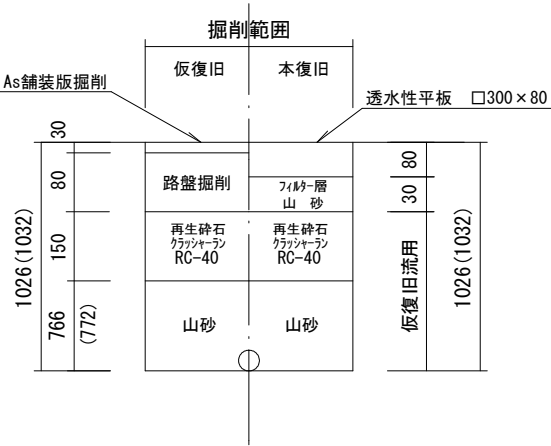 掘削範囲
仮復旧
本復旧
As舗装版掘削
透水性平板 □300×80
30
80
150
766
(772)
1026(1032)
路盤掘削
フィルター層
山 砂
再生砕石
クラッシャーラン
RC-40
再生砕石
クラッシャーラン
RC-40
山砂
山砂
80
30
仮復旧流用
1026(1032)